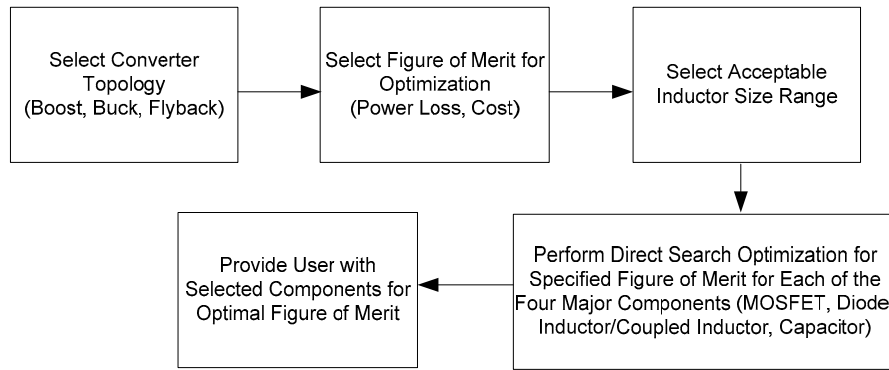 Select Converter
Topology
(Boost, Buck, Flyback)
Select Figure of Merit for
Optimization
(Power Loss, Cost)
Select Acceptable
Inductor Size Range
Perform Direct Search Optimization for
Specified Figure of Merit for Each of the
Four Major Components (MOSFET, Diode
Inductor/Coupled Inductor, Capacitor)
Provide User with
Selected Components for
Optimal Figure of Merit